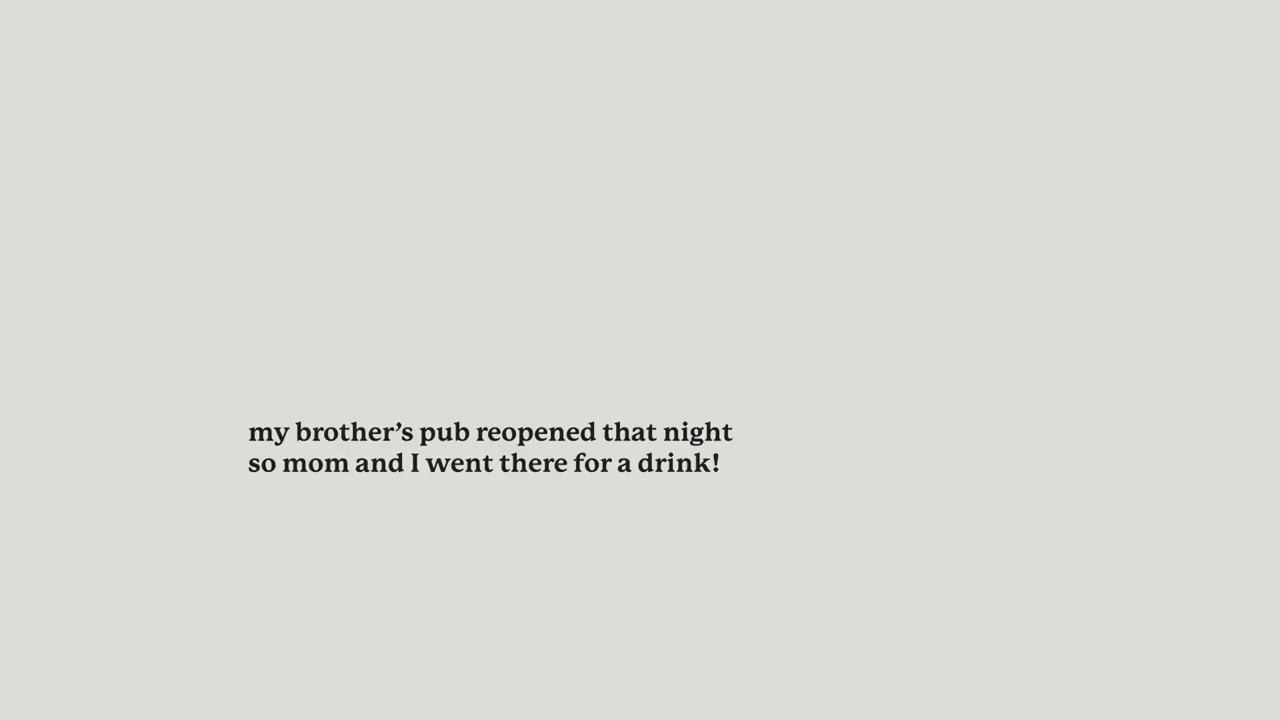 my brother’s pub reopened that night
so mom and I went there for a drink!